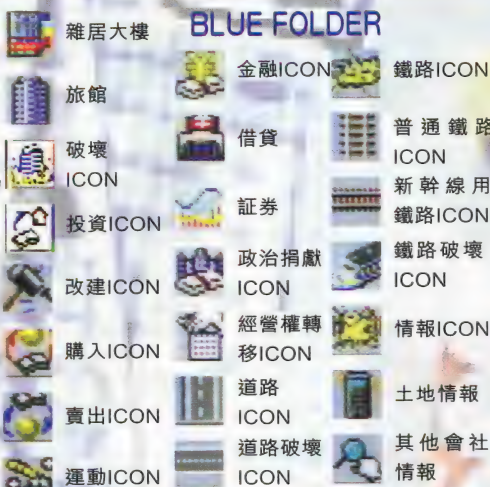 雜居大樓
旅館
破壞
ICON
投資ICON
改建ICON
購入ICON
賣出ICON
運動ICON
BLUE FOLDER
金融ICON
借貸
証券
政治捐獻
ICON
經營權轉
移ICON
道路
ICON
道路破壞
ICON
鐵路ICON
普通鐵路
ICON
新幹線用
鐵路ICON
鐵路破壞
ICON
情報ICON
土地情報
其他會社
情報